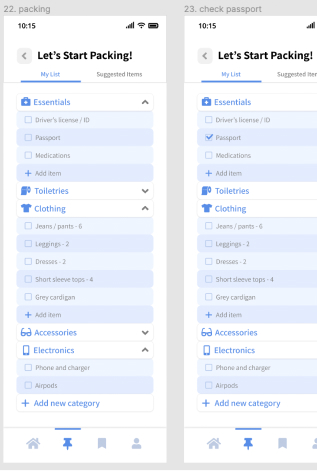 22. packing
10:15
Let's Start Packing!
My List
Suggested Items
Essentials
Driver's license / ID
Passport
Medications
+ Add item
Toiletries
Clothing
Jeans / pants - 6
Leggings - 2
Dresses - 2
Short sleeve tops - 4
Grey cardigan
+ Add item
Accessories
Electronics
Phone and charger
Airpods
+ Add new category
23. check passport
10:15
Let's Start Packing!
My List
Suggested Iter
Essentials
Driver's license / ID
Passport
Medications
+ Add item
Toiletries
Clothing
Jeans / pants - 6
Leggings - 2
Dresses - 2
Short sleeve tops - 4
Grey cardigan
+ Add item
Accessories
Electronics
Phone and charger
Airpods
+ Add new category